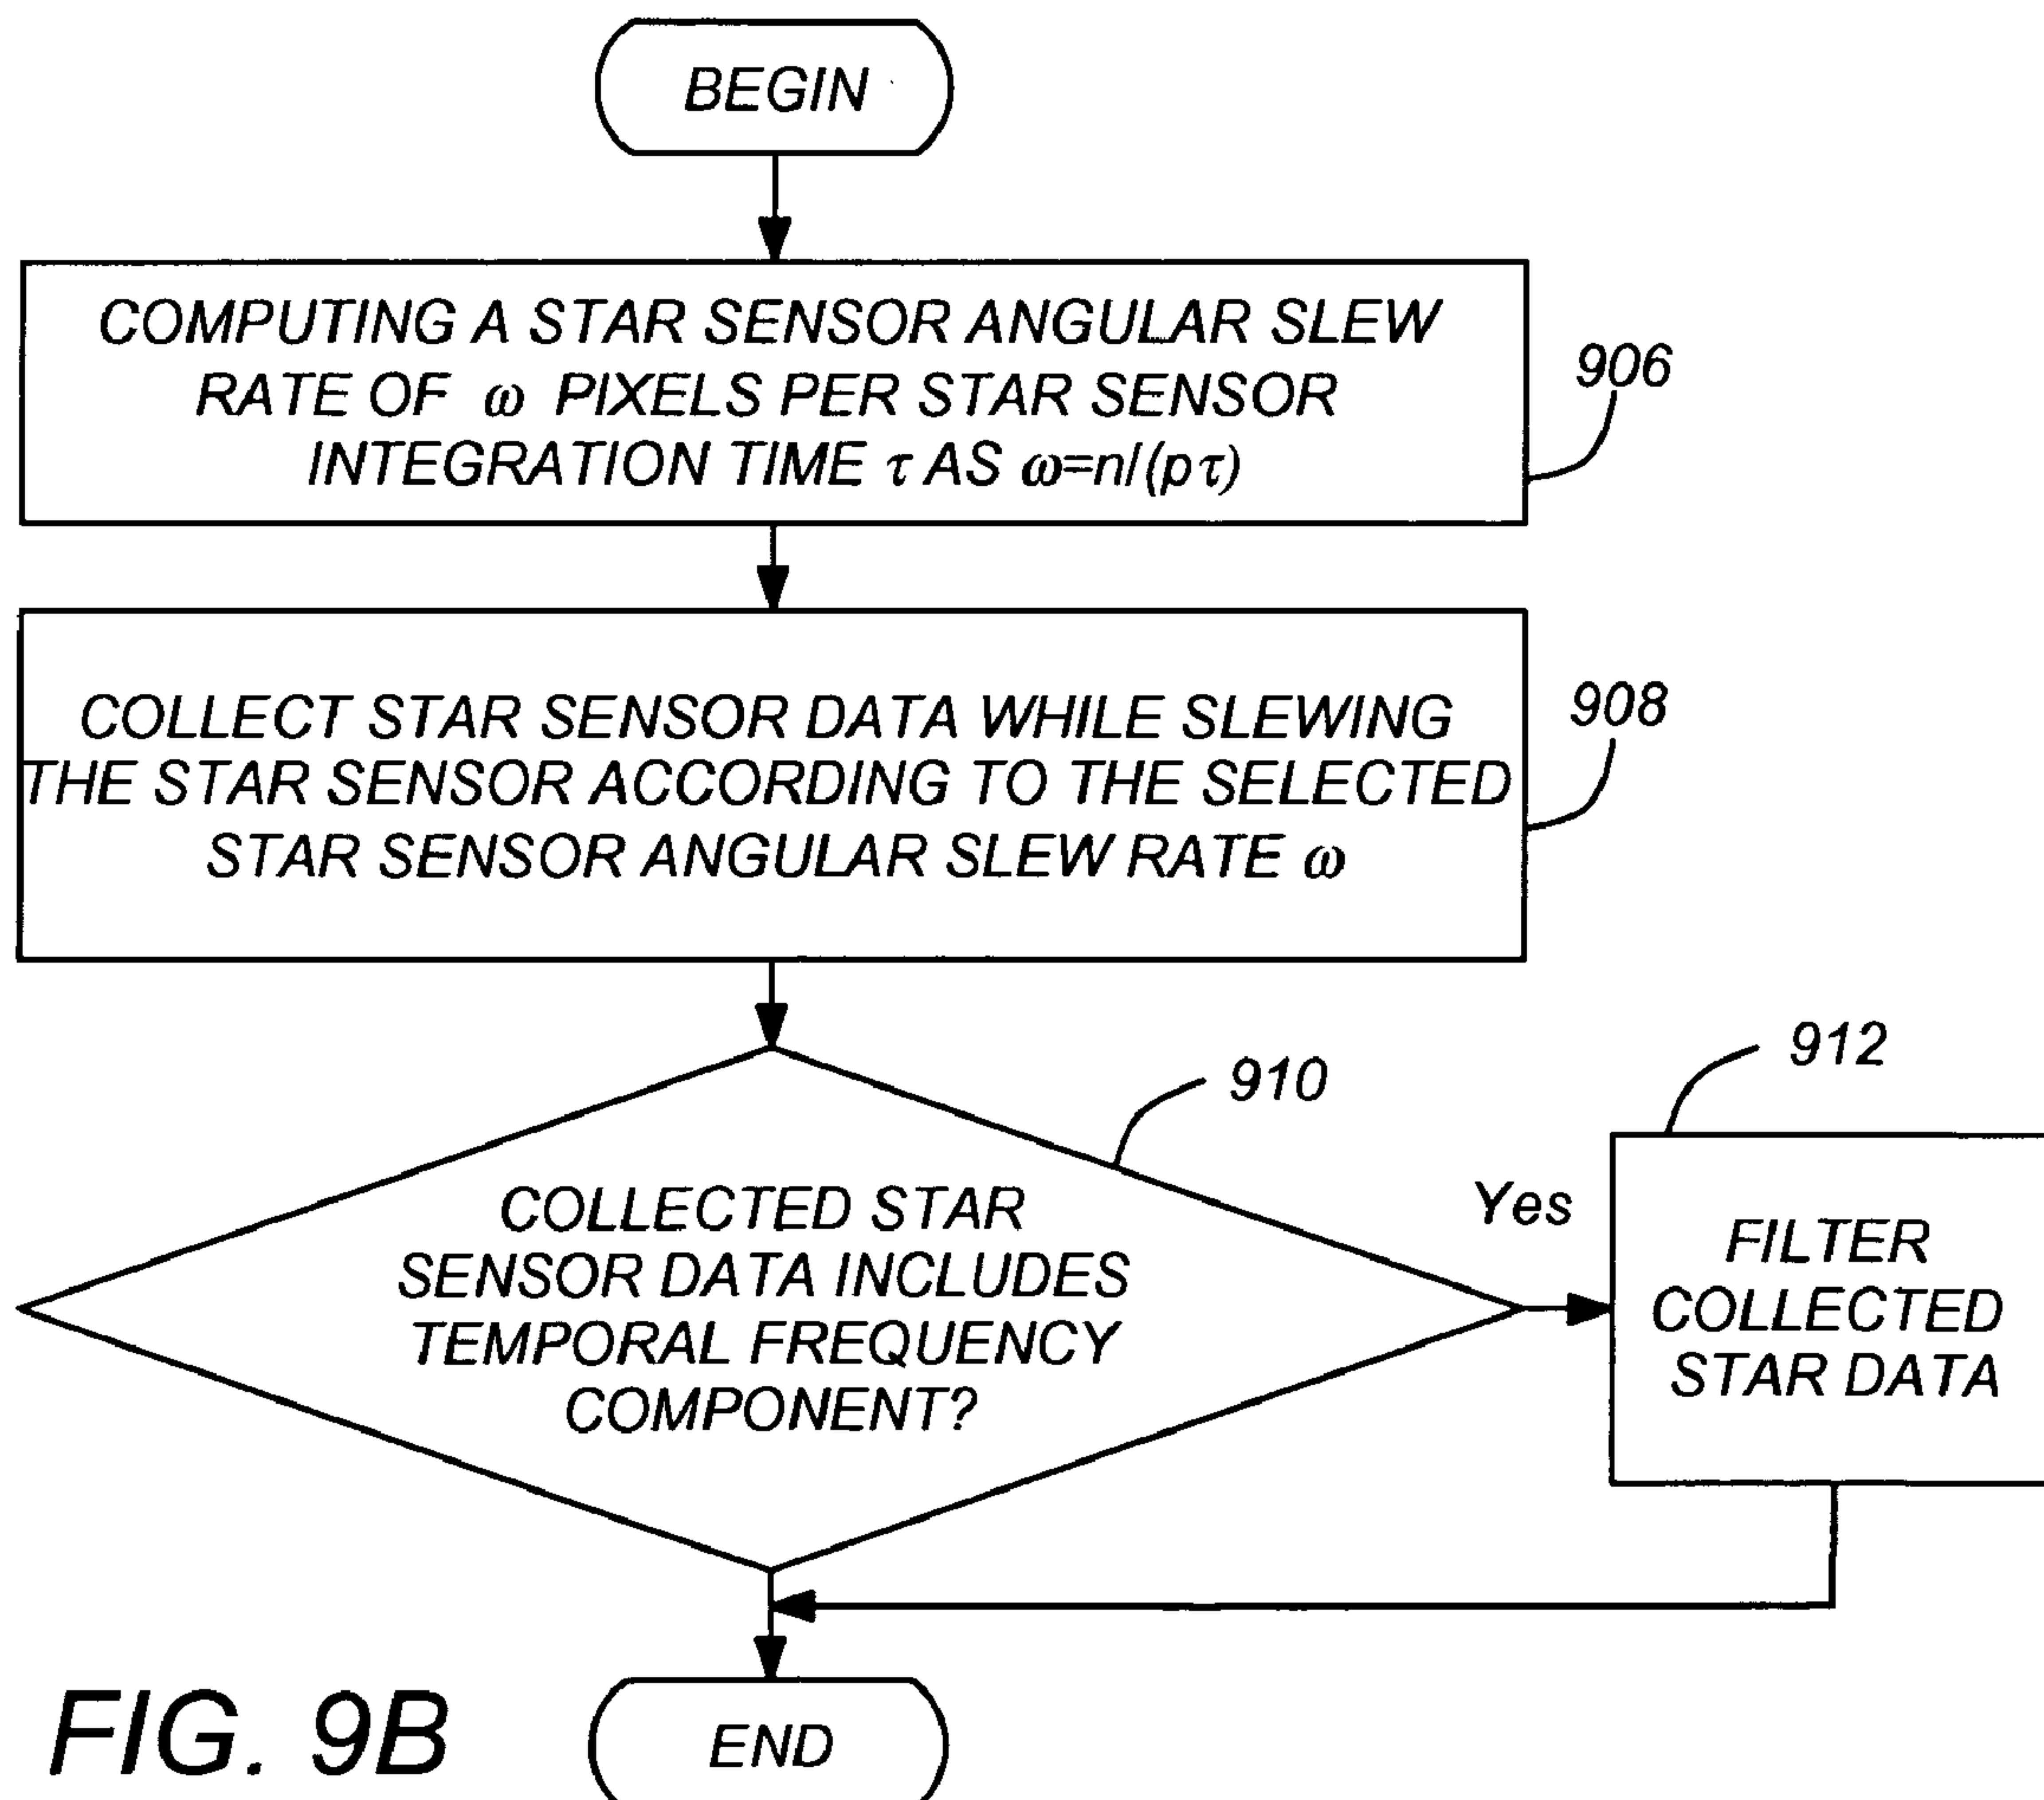 BEGIN
COMPUTING A STAR SENSOR ANGULAR SLEW
RATE OF ω PIXELS PER STAR SENSOR
INTEGRATION TIME τ AS ω=n/(pτ)
906
COLLECT STAR SENSOR DATA WHILE SLEWING
THE STAR SENSOR ACCORDING TO THE SELECTED
STAR SENSOR ANGULAR SLEW RATE ω
908
910
912
COLLECTED STAR
SENSOR DATA INCLUDES
TEMPORAL FREQUENCY
COMPONENT?
Yes
FILTER
COLLECTED
STAR DATA
FIG. 9B
END